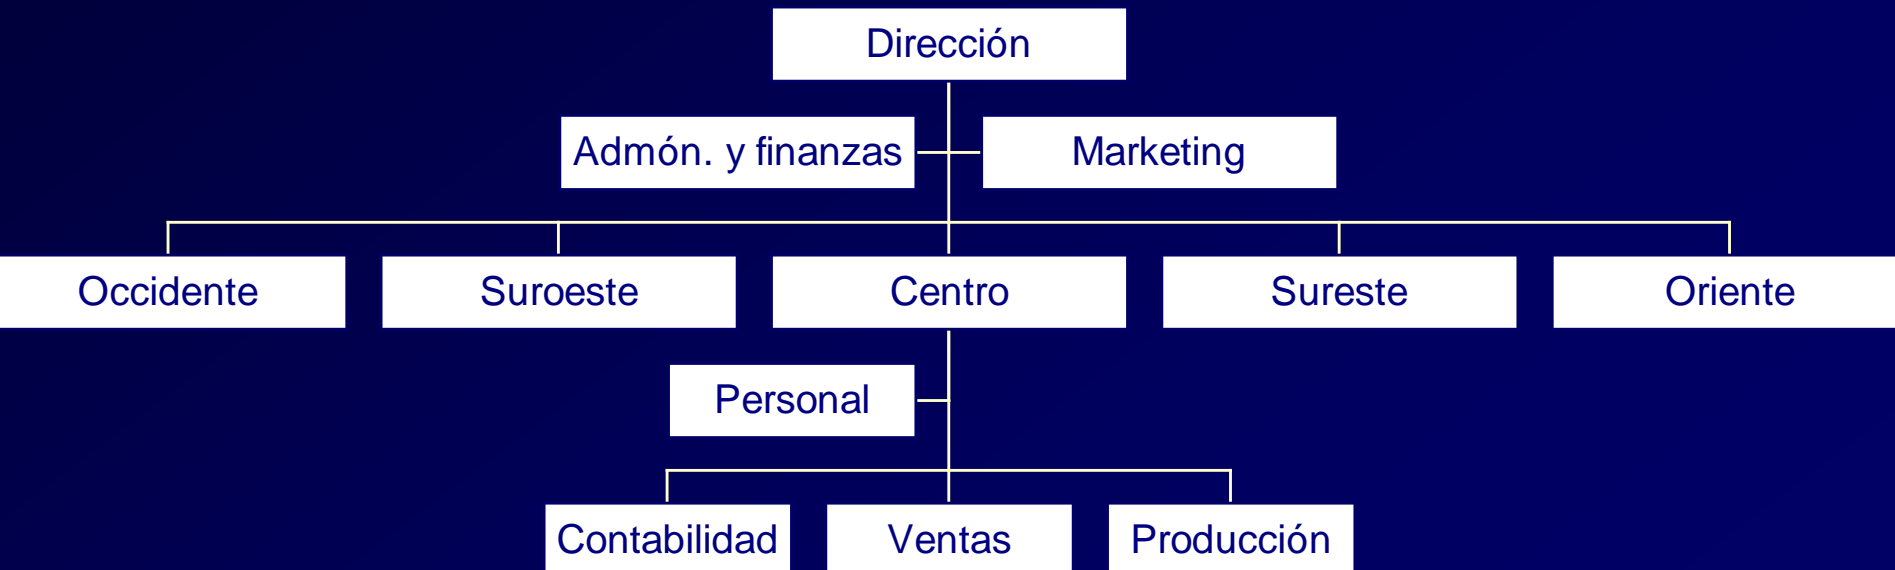 Dirección
Admón. y finanzas
Marketing
Occidente
Suroeste
Centro
Sureste
Oriente
Personal
Contabilidad
Ventas
Producción